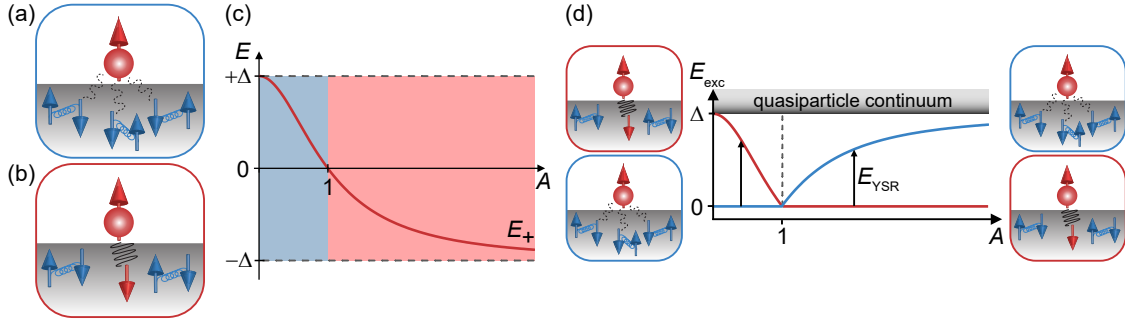 (a)
(b)
(c)
E
+Δ
0
−Δ
1
A
E+
(d)
Eexc
quasiparticle continuum
Δ
0
EYSR
1
A